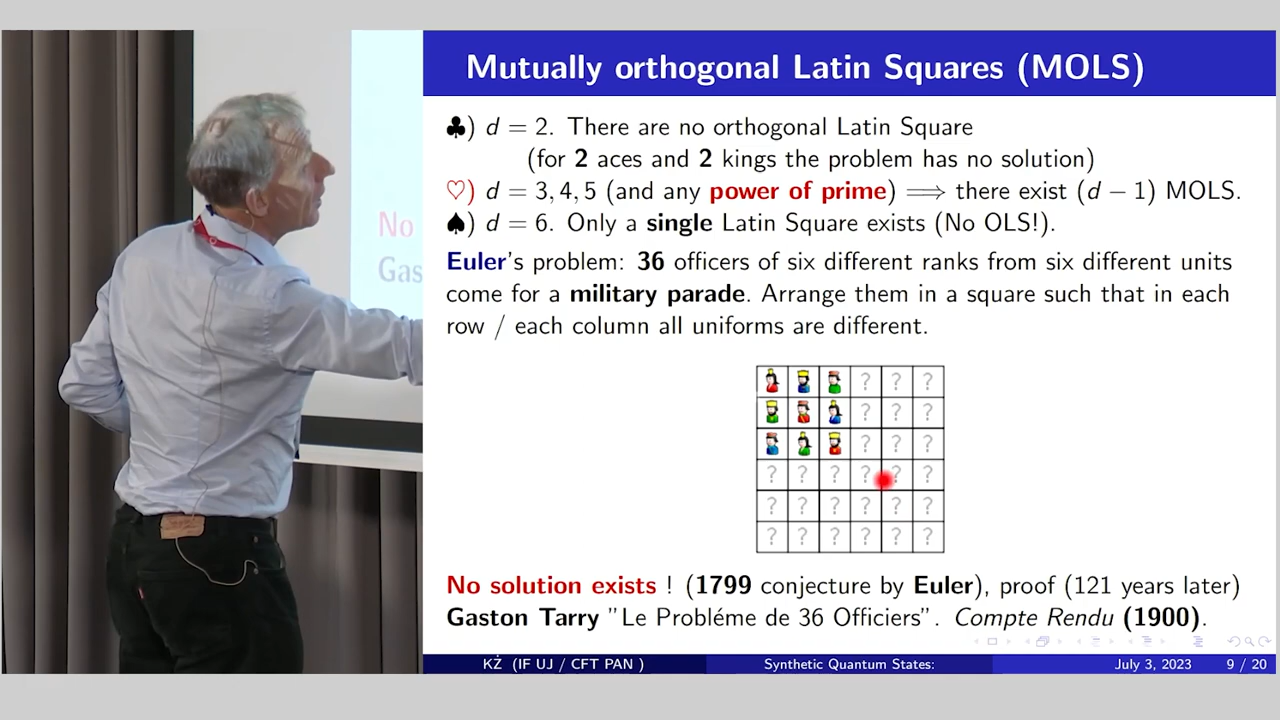 Mutually orthogonal Latin Squares (MOLS)
♣) d = 2. There are no orthogonal Latin Square
(for 2 aces and 2 kings the problem has no solution)
♡) d = 3, 4, 5 (and any power of prime) ⟹ there exist (d − 1) MOLS.
♠) d = 6. Only a single Latin Square exists (No OLS!).
Euler's problem: 36 officers of six different ranks from six different units
come for a military parade. Arrange them in a square such that in each
row / each column all uniforms are different.
? ? ?
? ? ?
? ? ?
? ? ? ? ? ?
? ? ? ? ? ?
? ? ? ? ? ?
No solution exists ! (1799 conjecture by Euler), proof (121 years later)
Gaston Tarry "Le Probléme de 36 Officiers". Compte Rendu (1900).
KŻ (IF UJ / CFT PAN ) Synthetic Quantum States: July 3, 2023 9 / 20
No
Gas